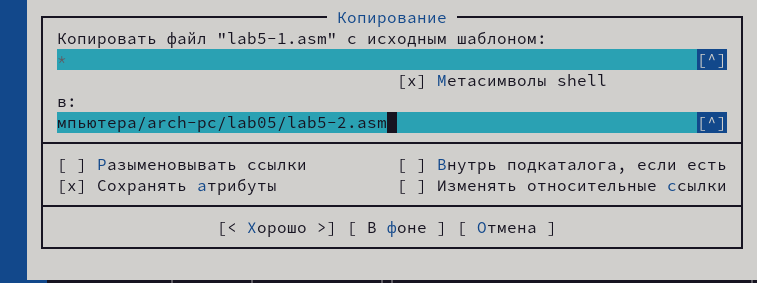 Копирование
Копировать файл "lab5-1.asm" с исходным шаблоном:
* [^]
[x] Метасимволы shell
в:
мпьютера/arch-pc/lab05/lab5-2.asm [^]
[ ] Разыменовывать ссылки [ ] Внутрь подкаталога, если есть
[x] Сохранять атрибуты [ ] Изменять относительные ссылки
[< Хорошо >] [ В фоне ] [ Отмена ]